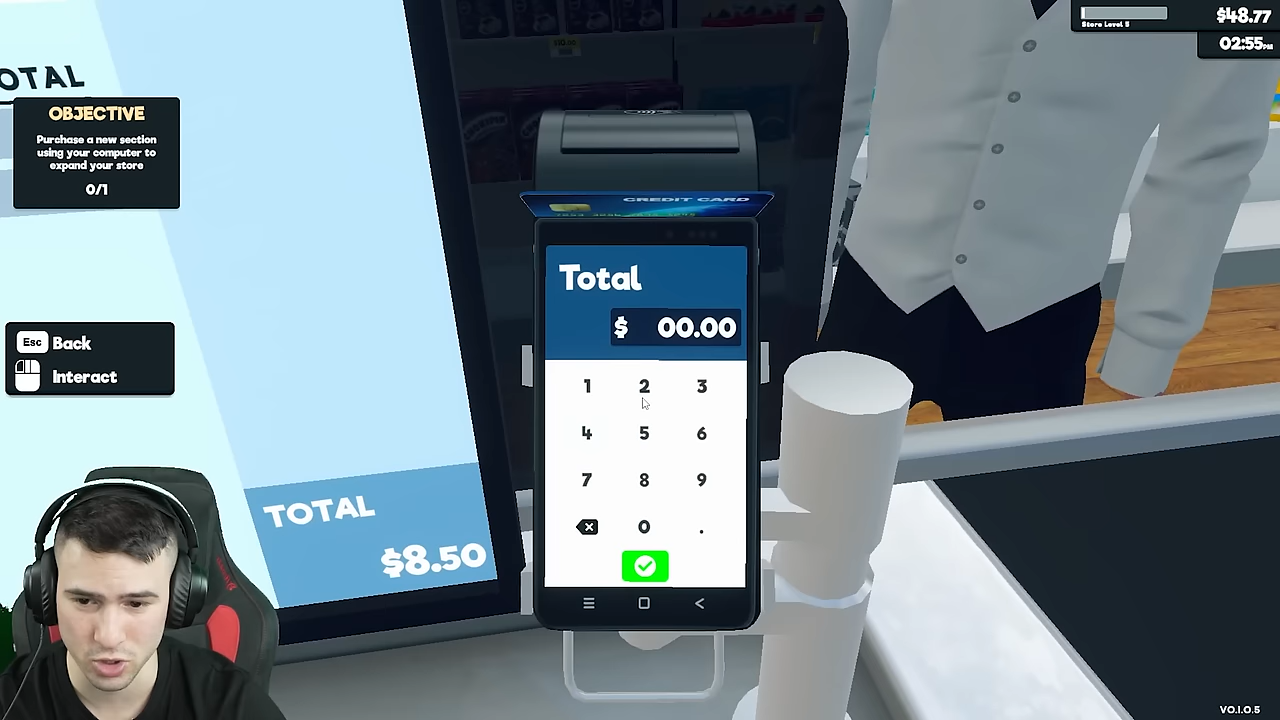 OTAL
OBJECTIVE
Purchase a new section
using your computer to
expand your store
0/1
Esc Back
Interact
TOTAL
$8.50
CREDIT CARD
Total
$ 00.00
1 2 3
4 5 6
7 8 9
0 .
Store Level 5
$48.77
02:55PM
V0.1.0.5